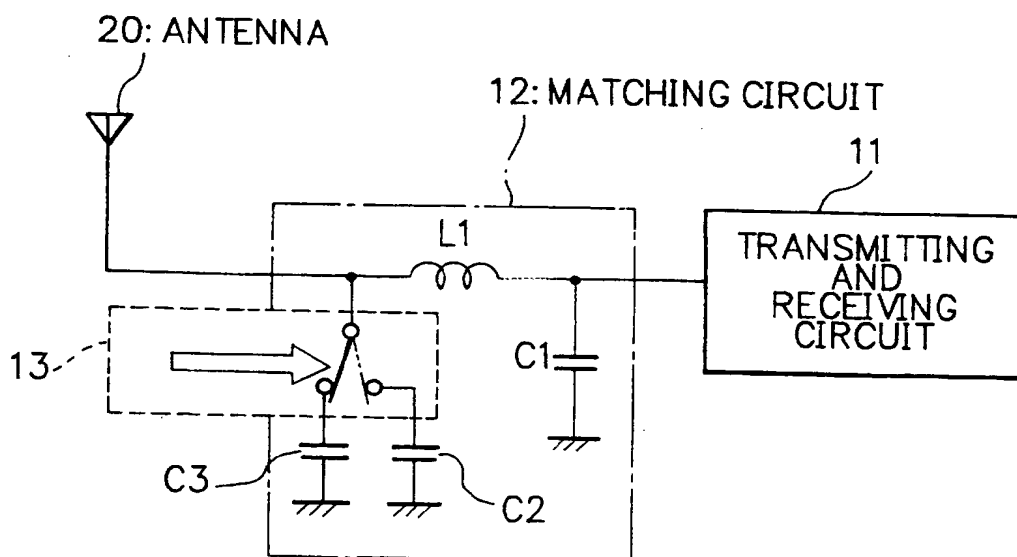 20: ANTENNA
12: MATCHING CIRCUIT
11
L1
TRANSMITTING
AND
RECEIVING
CIRCUIT
13
C1
C3
C2